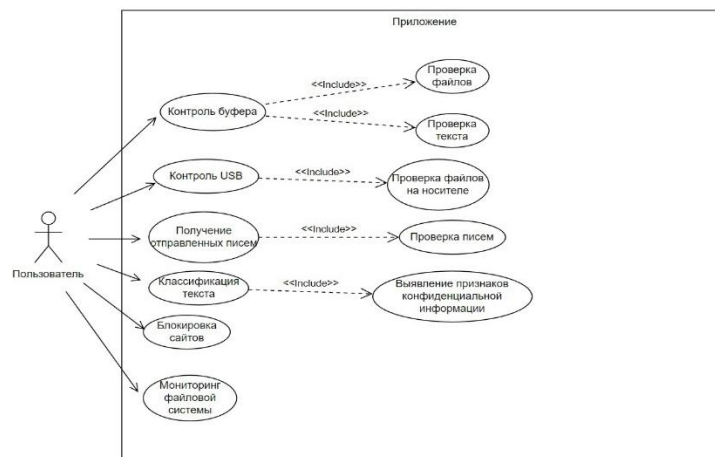 Приложение
<<Include>>
Проверка
файлов
Контроль буфера
<<Include>>
Проверка
текста
Контроль USB
<<Include>>
Проверка файлов
на носителе
Получение
отправленных писем
<<Include>>
Проверка писем
Пользователь
Классификация
текста
<<Include>>
Выявление признаков
конфиденциальной
информации
Блокировка
сайтов
Мониторинг
файловой
системы